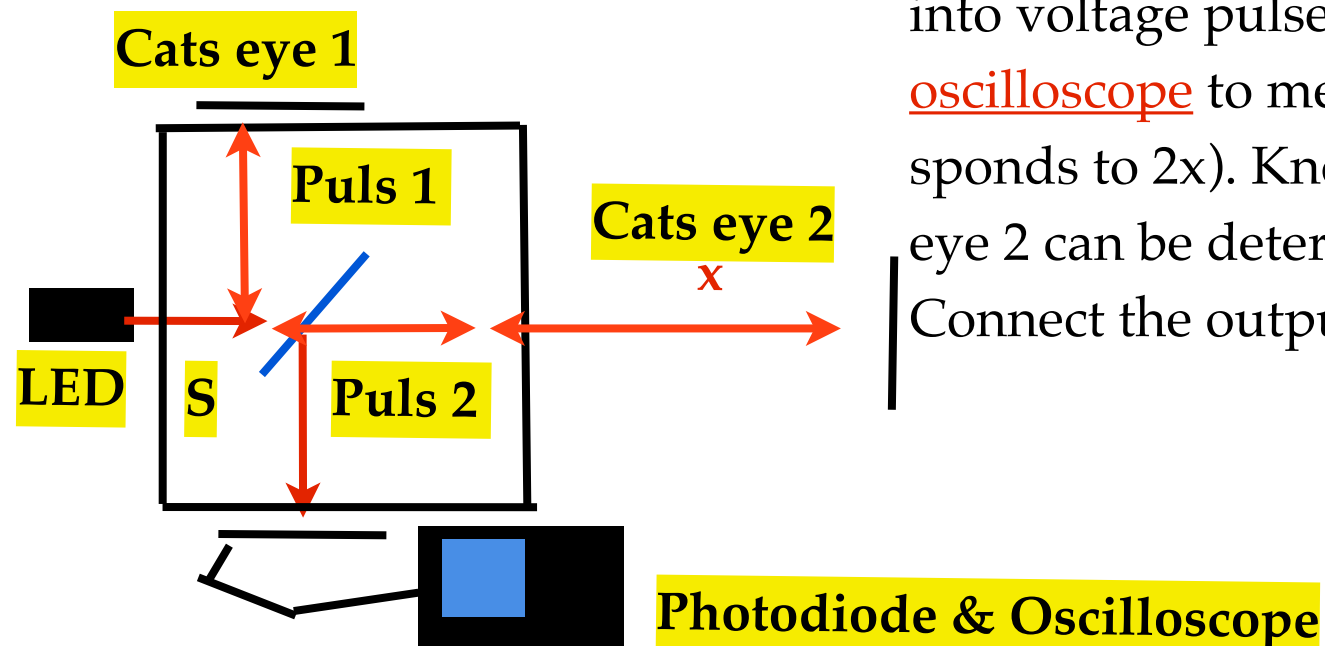 Cats eye 1
Puls 1
Cats eye 2
x
LED
S
Puls 2
Photodiode & Oscilloscope
into voltage pulse
oscilloscope to me
sponds to 2x). Kn
eye 2 can be deter
Connect the outpu